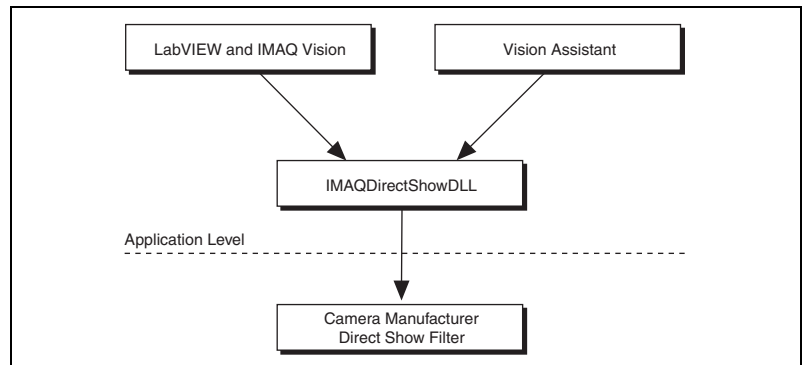 LabVIEW and IMAQ Vision
Vision Assistant
IMAQDirectShowDLL
Application Level
Camera Manufacturer
Direct Show Filter